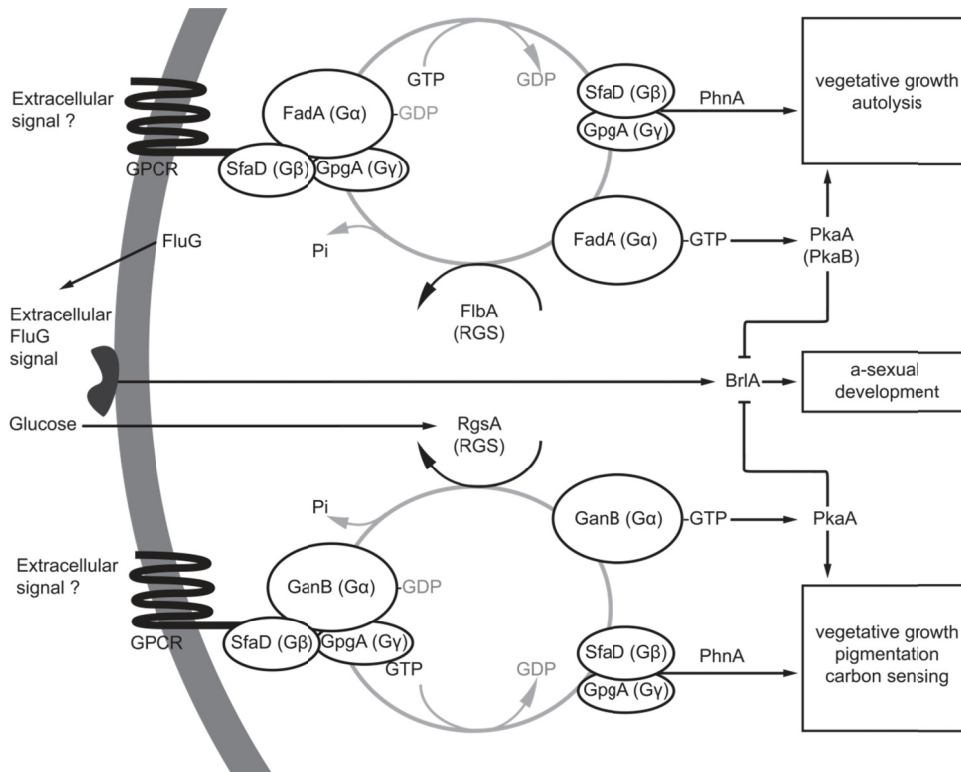 Extracellular
signal ?
GPCR
FadA (Gα)
-GDP
SfaD (Gβ)
GpgA (Gγ)
GTP
GDP
SfaD (Gβ)
GpgA (Gγ)
PhnA
vegetative growth
autolysis
FluG
Pi
FadA (Gα)
-GTP
PkaA
(PkaB)
Extracellular
FluG
signal
FlbA
(RGS)
BrlA
a-sexual
development
Glucose
RgsA
(RGS)
Pi
GanB (Gα)
-GTP
PkaA
Extracellular
signal ?
GPCR
GanB (Gα)
-GDP
SfaD (Gβ)
GpgA (Gγ)
GTP
GDP
SfaD (Gβ)
GpgA (Gγ)
PhnA
vegetative growth
pigmentation
carbon sensing